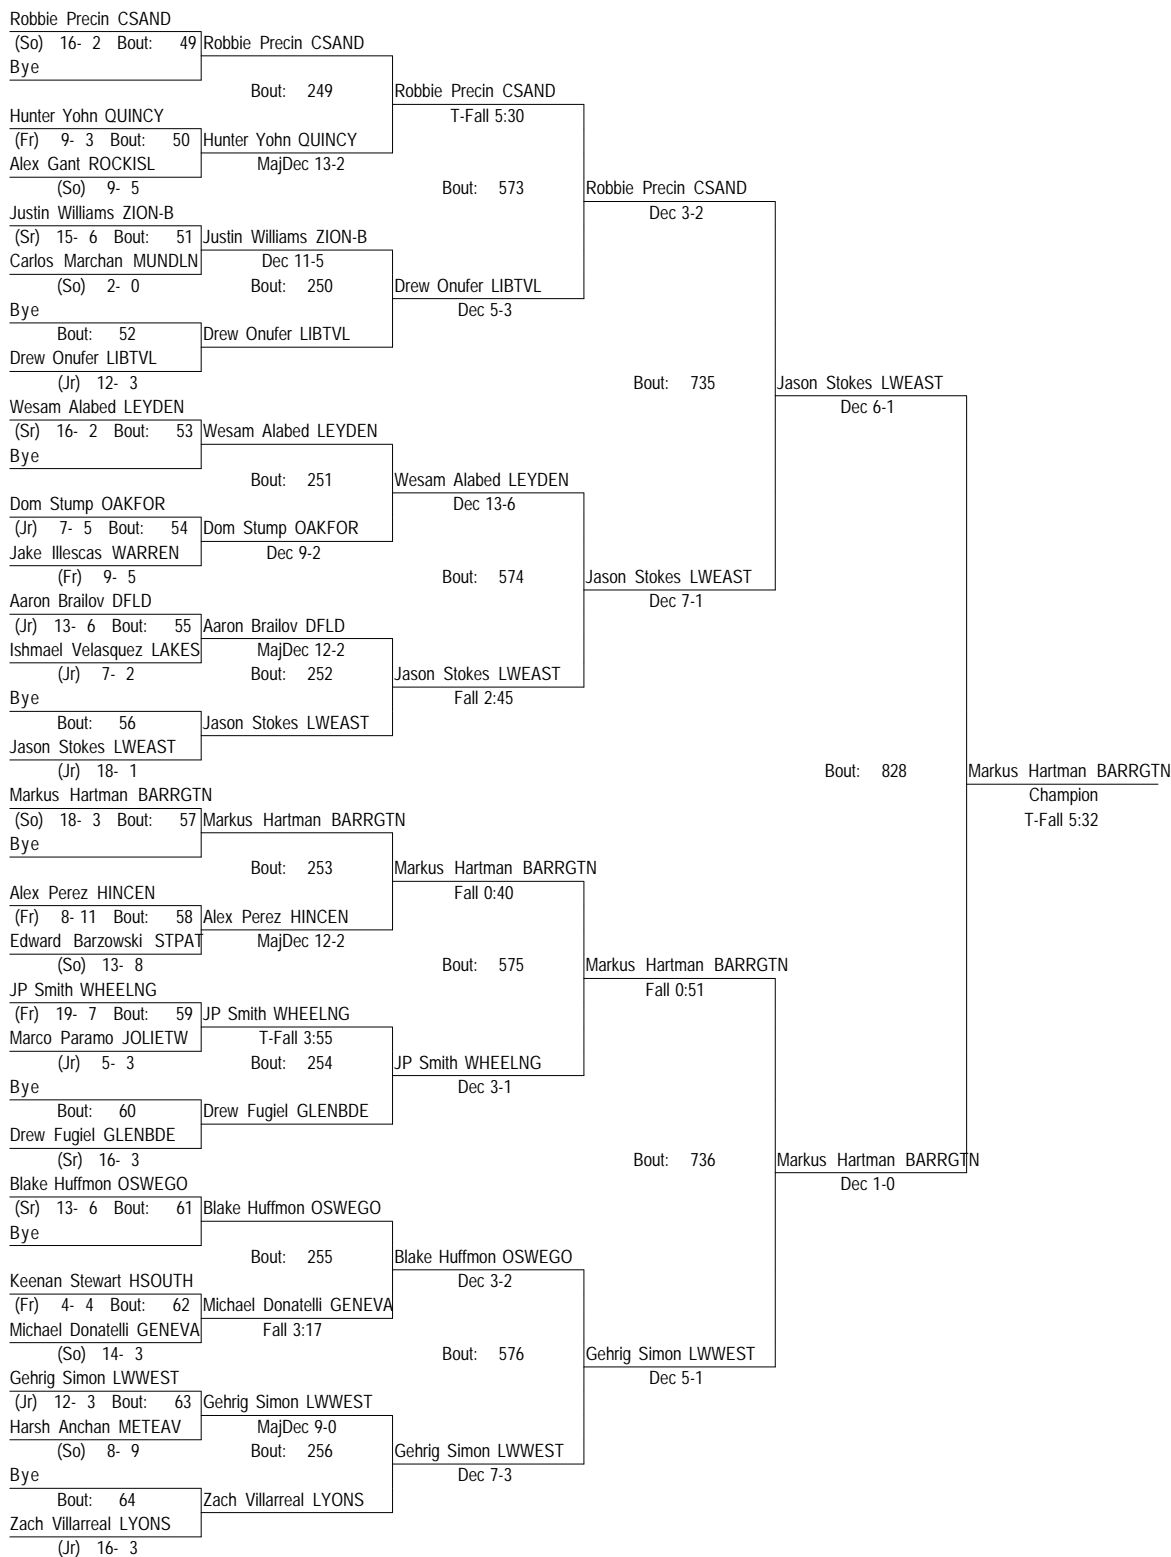 Robbie Precin CSAND
(So) 16- 2 Bout: 49 Robbie Precin CSAND
Bye
Bout: 249 Robbie Precin CSAND
Hunter Yohn QUINCY T-Fall 5:30
(Fr) 9- 3 Bout: 50 Hunter Yohn QUINCY
Alex Gant ROCKISL MajDec 13-2
(So) 9- 5 Bout: 573 Robbie Precin CSAND
Justin Williams ZION-B Dec 3-2
(Sr) 15- 6 Bout: 51 Justin Williams ZION-B
Carlos Marchan MUNDLN Dec 11-5
(So) 2- 0 Bout: 250 Drew Onufer LIBTVL
Bye Dec 5-3
Bout: 52 Drew Onufer LIBTVL
Drew Onufer LIBTVL
(Jr) 12- 3 Bout: 735 Jason Stokes LWEAST
Wesam Alabed LEYDEN Dec 6-1
(Sr) 16- 2 Bout: 53 Wesam Alabed LEYDEN
Bye
Bout: 251 Wesam Alabed LEYDEN
Dom Stump OAKFOR Dec 13-6
(Jr) 7- 5 Bout: 54 Dom Stump OAKFOR
Jake Illescas WARREN Dec 9-2
(Fr) 9- 5 Bout: 574 Jason Stokes LWEAST
Aaron Brailov DFLD Dec 7-1
(Jr) 13- 6 Bout: 55 Aaron Brailov DFLD
Ishmael Velasquez LAKES MajDec 12-2
(Jr) 7- 2 Bout: 252 Jason Stokes LWEAST
Bye Fall 2:45
Bout: 56 Jason Stokes LWEAST
Jason Stokes LWEAST
(Jr) 18- 1 Bout: 828 Markus Hartman BARRGTN
Markus Hartman BARRGTN Champion
(So) 18- 3 Bout: 57 Markus Hartman BARRGTN T-Fall 5:32
Bye
Bout: 253 Markus Hartman BARRGTN
Alex Perez HINCEN Fall 0:40
(Fr) 8- 11 Bout: 58 Alex Perez HINCEN
Edward Barzowski STPAT MajDec 12-2
(So) 13- 8 Bout: 575 Markus Hartman BARRGTN
JP Smith WHEELNG Fall 0:51
(Fr) 19- 7 Bout: 59 JP Smith WHEELNG
Marco Paramo JOLIETW T-Fall 3:55
(Jr) 5- 3 Bout: 254 JP Smith WHEELNG
Bye Dec 3-1
Bout: 60 Drew Fugiel GLENBDE
Drew Fugiel GLENBDE
(Sr) 16- 3 Bout: 736 Markus Hartman BARRGTN
Blake Huffmon OSWEGO Dec 1-0
(Sr) 13- 6 Bout: 61 Blake Huffmon OSWEGO
Bye
Bout: 255 Blake Huffmon OSWEGO
Keenan Stewart HSOUTH Dec 3-2
(Fr) 4- 4 Bout: 62 Michael Donatelli GENEVA
Michael Donatelli GENEVA Fall 3:17
(So) 14- 3 Bout: 576 Gehrig Simon LWWEST
Gehrig Simon LWWEST Dec 5-1
(Jr) 12- 3 Bout: 63 Gehrig Simon LWWEST
Harsh Anchan METEAV MajDec 9-0
(So) 8- 9 Bout: 256 Gehrig Simon LWWEST
Bye Dec 7-3
Bout: 64 Zach Villarreal LYONS
Zach Villarreal LYONS
(Jr) 16- 3